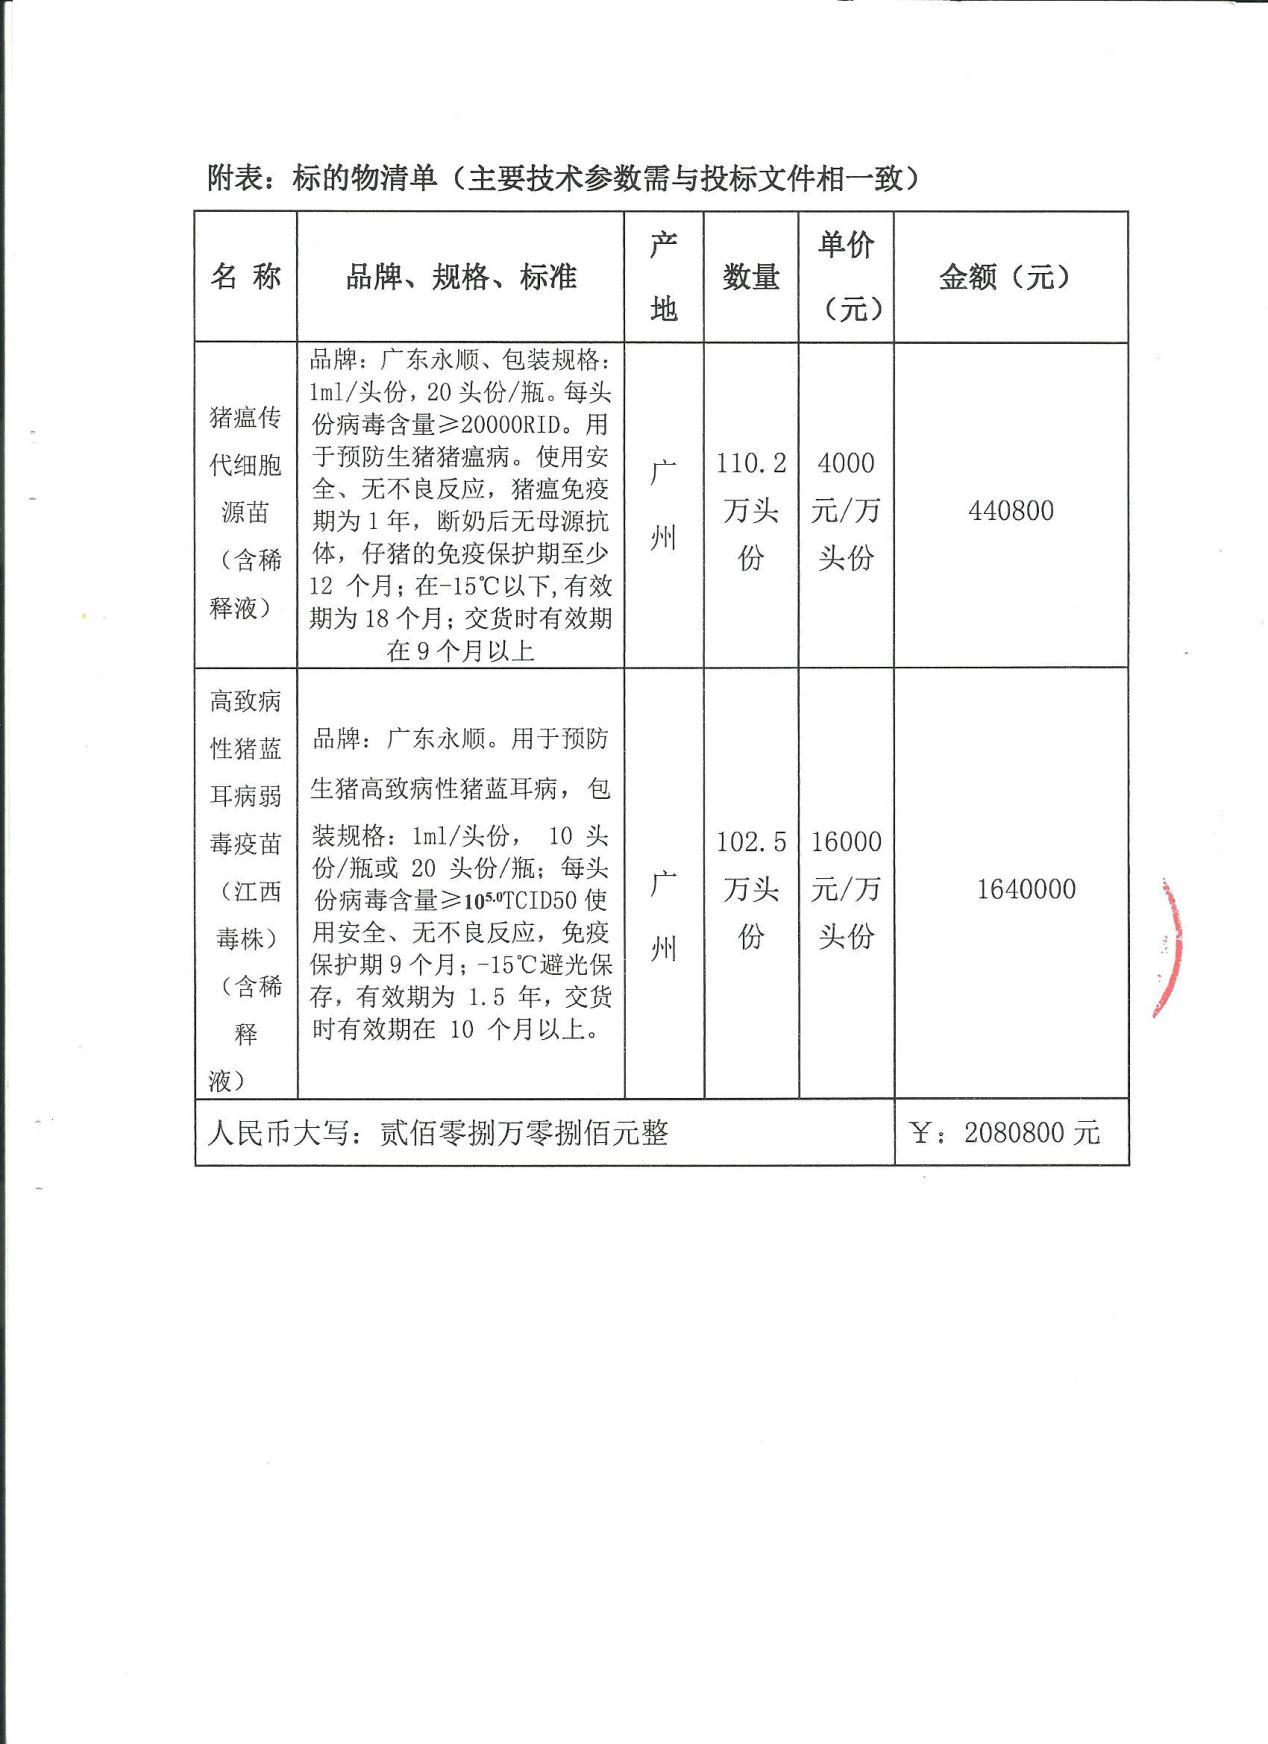 附表：标的物清单（主要技术参数需与投标文件相一致）
名 称
品牌、规格、标准
产
地
数量
单价
（元）
金额（元）
猪瘟传
代细胞
源苗
（含稀
释液）
品牌：广东永顺、包装规格：
1ml/头份，20 头份/瓶。每头
份病毒含量≥20000RID。用
于预防生猪猪瘟病。使用安
全、无不良反应，猪瘟免疫
期为1年，断奶后无母源抗
体，仔猪的免疫保护期至少
12 个月；在-15℃以下,有效
期为18个月；交货时有效期
在9个月以上
广
州
110.2
万头
份
4000
元/万
头份
440800
高致病
性猪蓝
耳病弱
毒疫苗
（江西
毒株）
（含稀
释
液）
品牌：广东永顺。用于预防
生猪高致病性猪蓝耳病，包
装规格：1ml/头份， 10 头
份/瓶或 20 头份/瓶；每头
份病毒含量≥10⁵·⁰TCID50使
用安全、无不良反应，免疫
保护期9个月；-15℃避光保
存，有效期为 1.5 年，交货
时有效期在 10 个月以上。
广
州
102.5
万头
份
16000
元/万
头份
1640000
人民币大写：贰佰零捌万零捌佰元整
￥：2080800 元